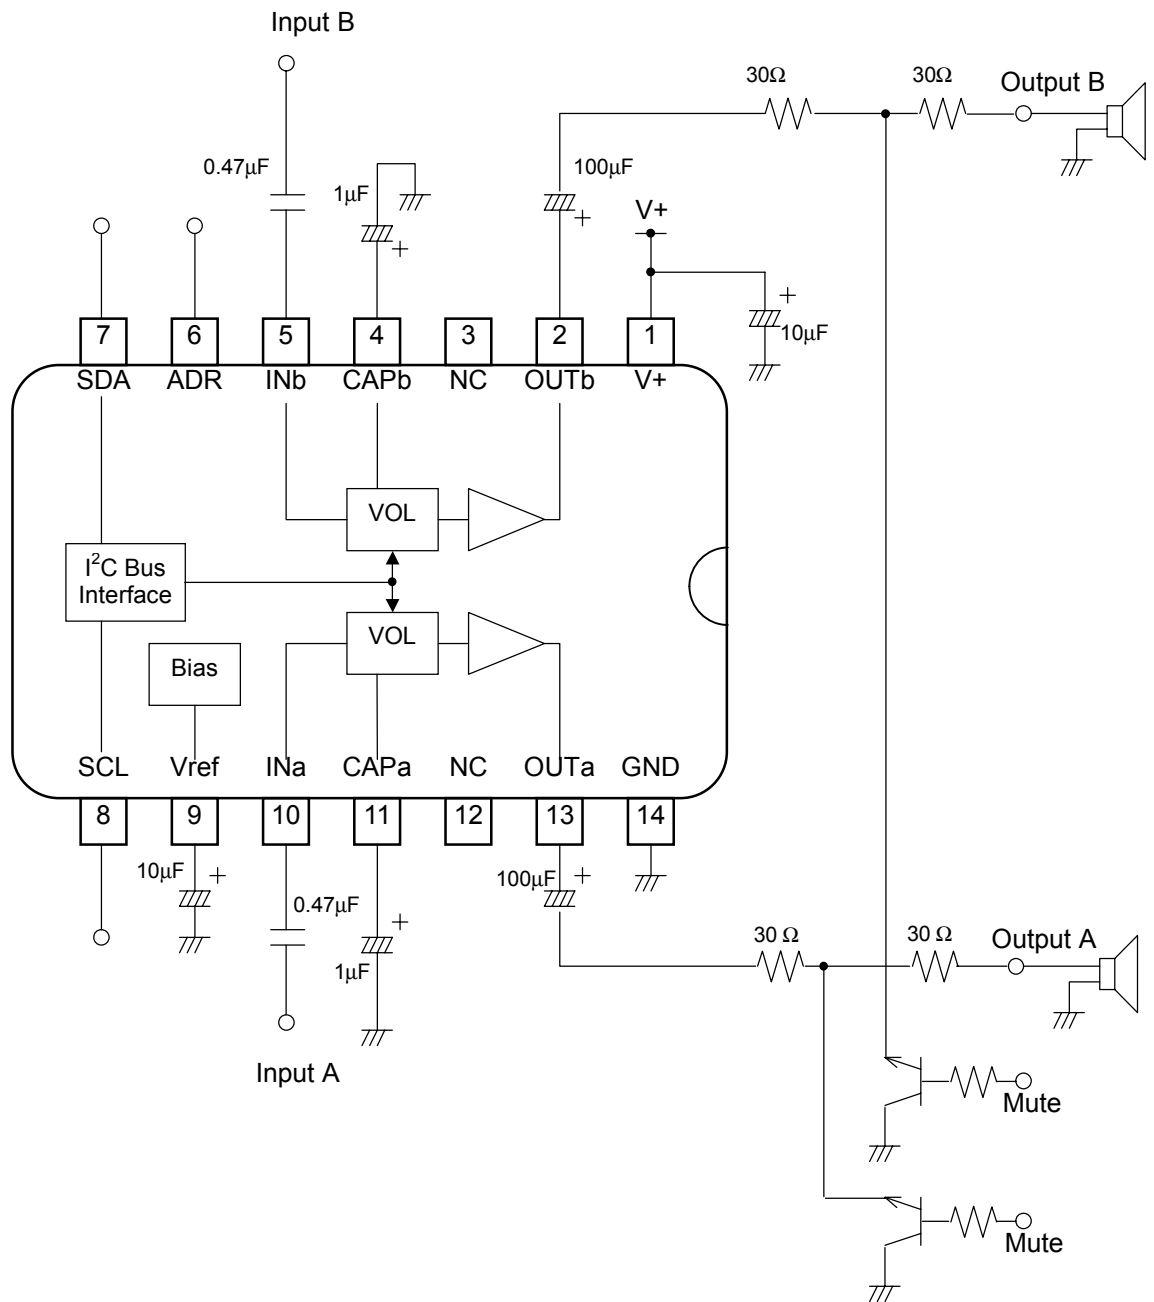 Input B
30Ω
30Ω
Output B
0.47µF
1µF
100µF
V+
+
+
+
10µF
7
6
5
4
3
2
1
SDA
ADR
INb
CAPb
NC
OUTb
V+
VOL
I²C Bus
Interface
VOL
Bias
SCL
Vref
INa
CAPa
NC
OUTa
GND
8
9
10
11
12
13
14
10µF
+
100µF
+
0.47µF
+
1µF
30 Ω
30 Ω
Output A
Input A
Mute
Mute